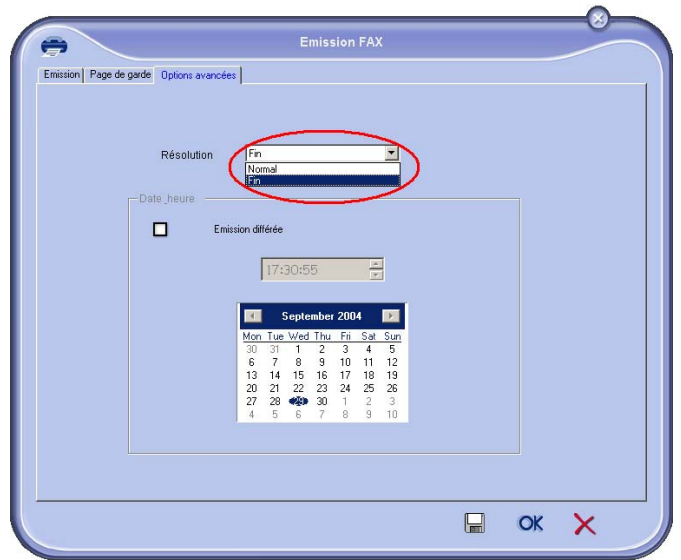 Emission FAX
Emission Page de garde Options avancées
Résolution Fin
Normal
Fin
Date_heure
Emission différée
17:30:55
September 2004
Mon Tue Wed Thu Fri Sat Sun
30 31 1 2 3 4 5
6 7 8 9 10 11 12
13 14 15 16 17 18 19
20 21 22 23 24 25 26
27 28 29 30 1 2 3
4 5 6 7 8 9 10
OK